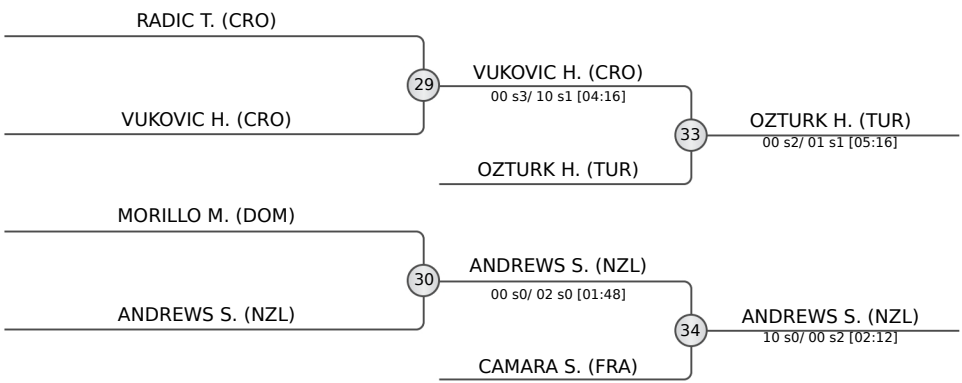 RADIC T. (CRO)
29
VUKOVIC H. (CRO)
VUKOVIC H. (CRO)
00 s3/ 10 s1 [04:16]
33
OZTURK H. (TUR)
OZTURK H. (TUR)
00 s2/ 01 s1 [05:16]
MORILLO M. (DOM)
30
ANDREWS S. (NZL)
ANDREWS S. (NZL)
00 s0/ 02 s0 [01:48]
34
CAMARA S. (FRA)
ANDREWS S. (NZL)
10 s0/ 00 s2 [02:12]